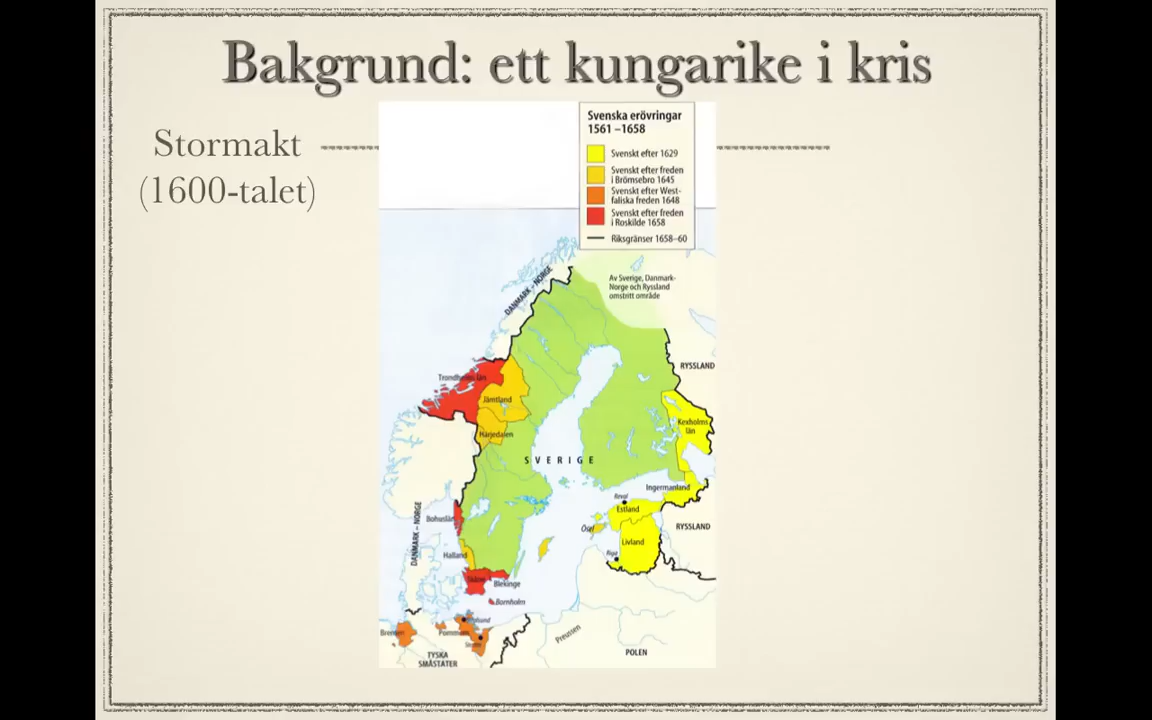 Bakgrund: ett kungarike i kris
Stormakt
(1600-talet)
Svenska erövringar
1561 –1658
Svenskt efter 1629
Svenskt efter freden
i Brömsebro 1645
Svenskt efter West-
faliska freden 1648
Svenskt efter freden
i Roskilde 1658
Riksgränser 1658–60
Av Sverige, Danmark-
Norge och Ryssland
omstritt område
DANMARK – NORGE
RYSSLAND
Trondheims län
Jämtland
Kexholms
län
Härjedalen
SVERIGE
Ingermanland
Reval
Estland
Bohuslän
Ösel
RYSSLAND
DANMARK – NORGE
Livland
Halland
Riga
Skåne
Blekinge
Bornholm
Bremen
Pommern
Preussen
TYSKA
SMÅSTATER
POLEN